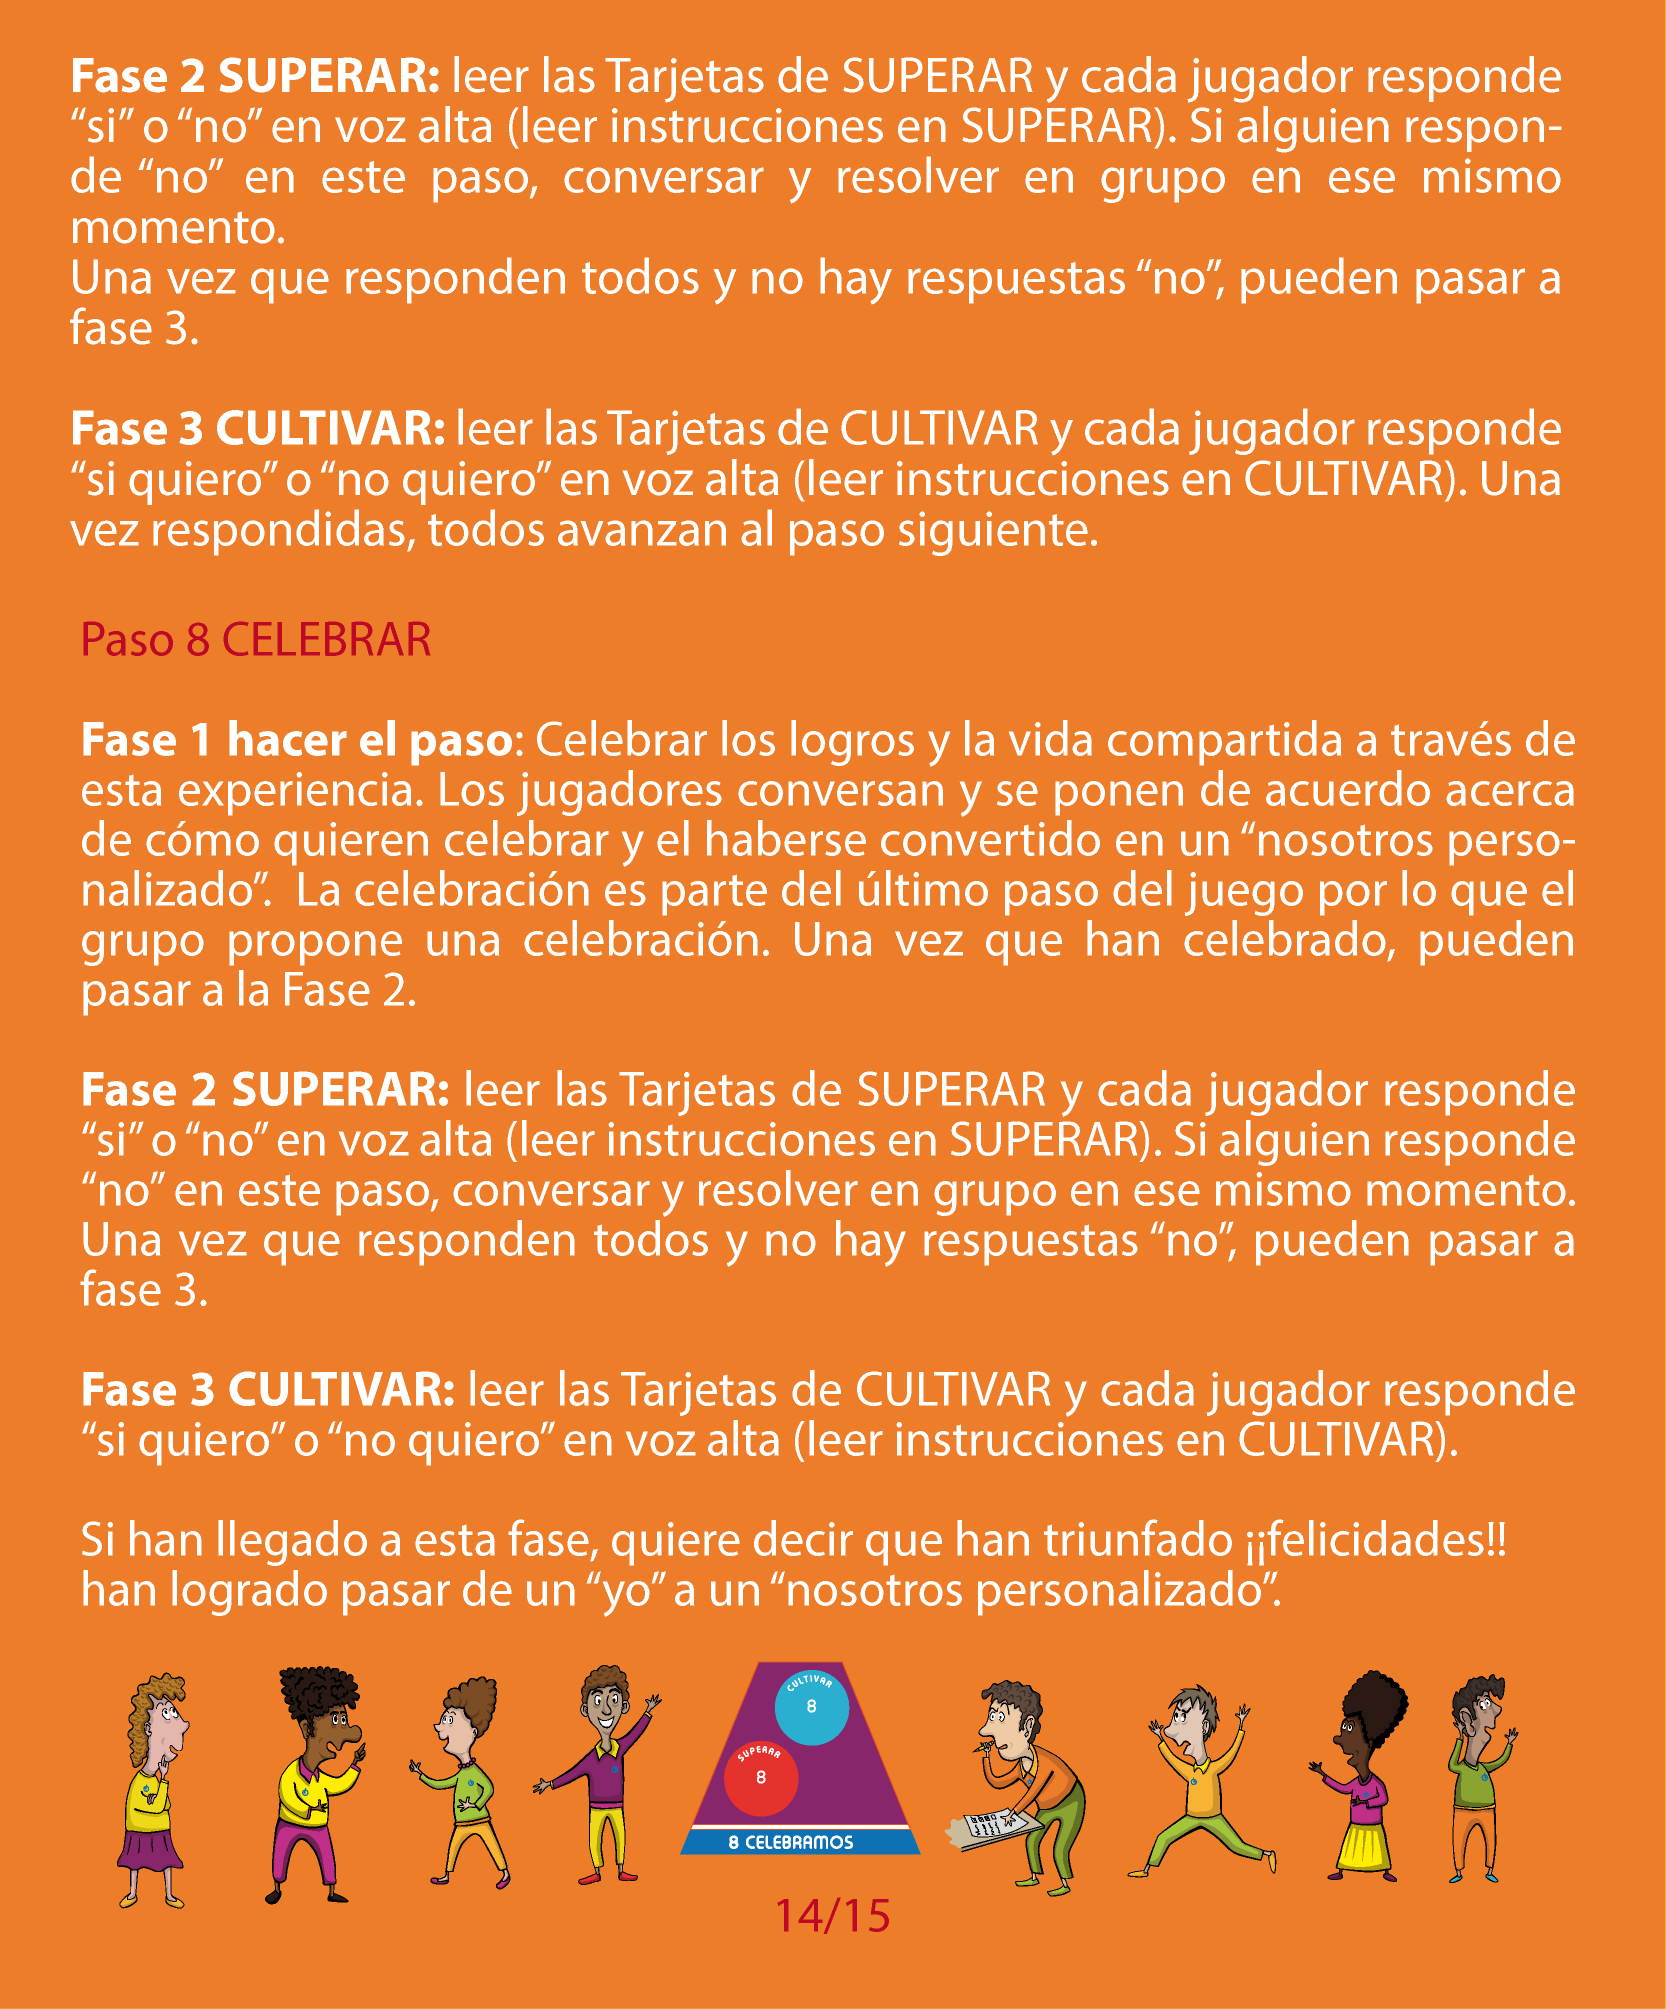 Fase 2 SUPERAR: leer las Tarjetas de SUPERAR y cada jugador responde
“si” o “no” en voz alta (leer instrucciones en SUPERAR). Si alguien respon-
de “no” en este paso, conversar y resolver en grupo en ese mismo
momento.
Una vez que responden todos y no hay respuestas “no”, pueden pasar a
fase 3.
Fase 3 CULTIVAR: leer las Tarjetas de CULTIVAR y cada jugador responde
“si quiero” o “no quiero” en voz alta (leer instrucciones en CULTIVAR). Una
vez respondidas, todos avanzan al paso siguiente.
Paso 8 CELEBRAR
Fase 1 hacer el paso: Celebrar los logros y la vida compartida a través de
esta experiencia. Los jugadores conversan y se ponen de acuerdo acerca
de cómo quieren celebrar y el haberse convertido en un “nosotros perso-
nalizado”. La celebración es parte del último paso del juego por lo que el
grupo propone una celebración. Una vez que han celebrado, pueden
pasar a la Fase 2.
Fase 2 SUPERAR: leer las Tarjetas de SUPERAR y cada jugador responde
“si” o “no” en voz alta (leer instrucciones en SUPERAR). Si alguien responde
“no” en este paso, conversar y resolver en grupo en ese mismo momento.
Una vez que responden todos y no hay respuestas “no”, pueden pasar a
fase 3.
Fase 3 CULTIVAR: leer las Tarjetas de CULTIVAR y cada jugador responde
“si quiero” o “no quiero” en voz alta (leer instrucciones en CULTIVAR).
Si han llegado a esta fase, quiere decir que han triunfado ¡¡felicidades!!
han logrado pasar de un “yo” a un “nosotros personalizado”.
CULTIVAR
8
SUPERAR
8
8 CELEBRAMOS
14/15